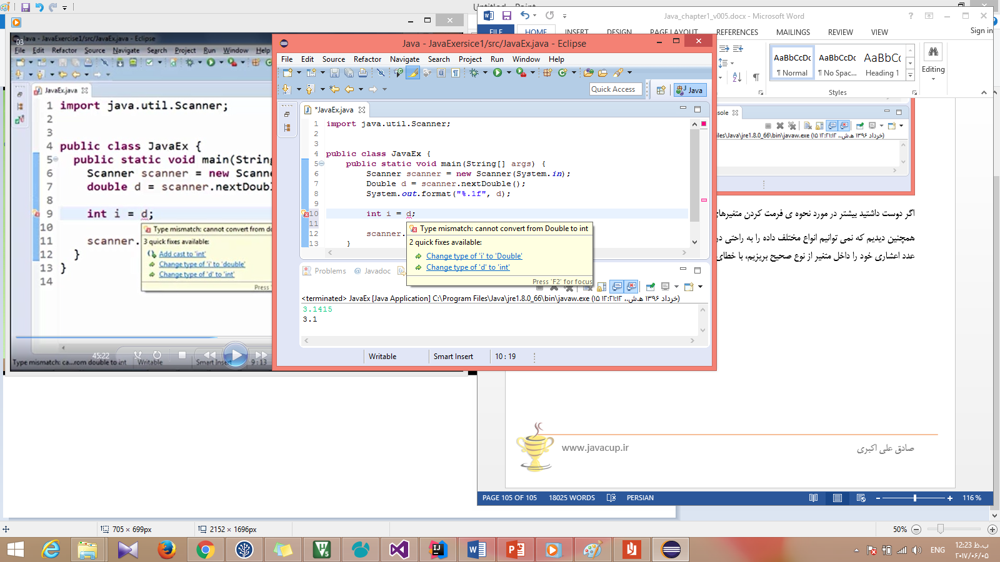 Java_chapter1_v005.docx - Microsoft Word
FILE HOME INSERT DESIGN PAGE LAYOUT REFERENCES MAILINGS REVIEW VIEW Sign in
AaBbCcDc AaBbCcDc AaBbCc
¶ Normal ¶ No Spac... Heading 1
Styles
Editing
03
Java - JavaExercise1/src/JavaEx.java - Eclipse
File Edit Refactor Source Navigate Search Project Run Window Help
JavaEx.java
1 import java.util.Scanner;
2
3
4 public class JavaEx {
5 public static void main(String
6 Scanner scanner = new Scann
7 double d = scanner.nextDoub
8
9 int i = d;
10
11 scanner.
12 }
13 }
14
Type mismatch: cannot convert from do
3 quick fixes available:
Add cast to 'int'
Change type of 'i' to 'double'
Change type of 'd' to 'int'
Press
45:22
Type mismatch: ca...rom double to int Writable Smart Insert 9 : 13
Java - JavaExersice1/src/JavaEx.java - Eclipse
File Edit Source Refactor Navigate Search Project Run Window Help
Quick Access
Java
*JavaEx.java
1 import java.util.Scanner;
2
3
4 public class JavaEx {
5 public static void main(String[] args) {
6 Scanner scanner = new Scanner(System.in);
7 Double d = scanner.nextDouble();
8 System.out.format("%.1f", d);
9
10 int i = d;
11
12 scanner.
13 }
Type mismatch: cannot convert from Double to int
2 quick fixes available:
Change type of 'i' to 'Double'
Change type of 'd' to 'int'
Press 'F2' for focus
Problems @ Javadoc
<terminated> JavaEx [Java Application] C:\Program Files\Java\jre1.8.0_66\bin\javaw.exe (۱۵ خرداد ۱۳۹۶ ه‍.ش.،‏ ۱۲:۲۱:۱۲)
3.1415
3.1
Writable Smart Insert 10 : 19
sole
iles\Java\jre1.8.0_66\bin\javaw.exe (۱۵ خرداد ۱۳۹۶ ه‍.ش.،‏ ۱۲:۲۱:۱۲)
اگر دوست داشتید بیشتر در مورد نحوه ی فرمت کردن متغیرهای
همچنین دیدیم که نمی توانیم انواع مختلف داده را به راحتی در
عدد اعشاری خود را داخل متغیر از نوع صحیح بریزیم، با خطای
www.javacup.ir
صادق علی اکبری
PAGE 105 OF 105 18025 WORDS PERSIAN 116 %
705 × 699px 2152 × 1696px 50%
ENG
12:23 ب.ظ
۲۰۱۷/۰۶/۰۵